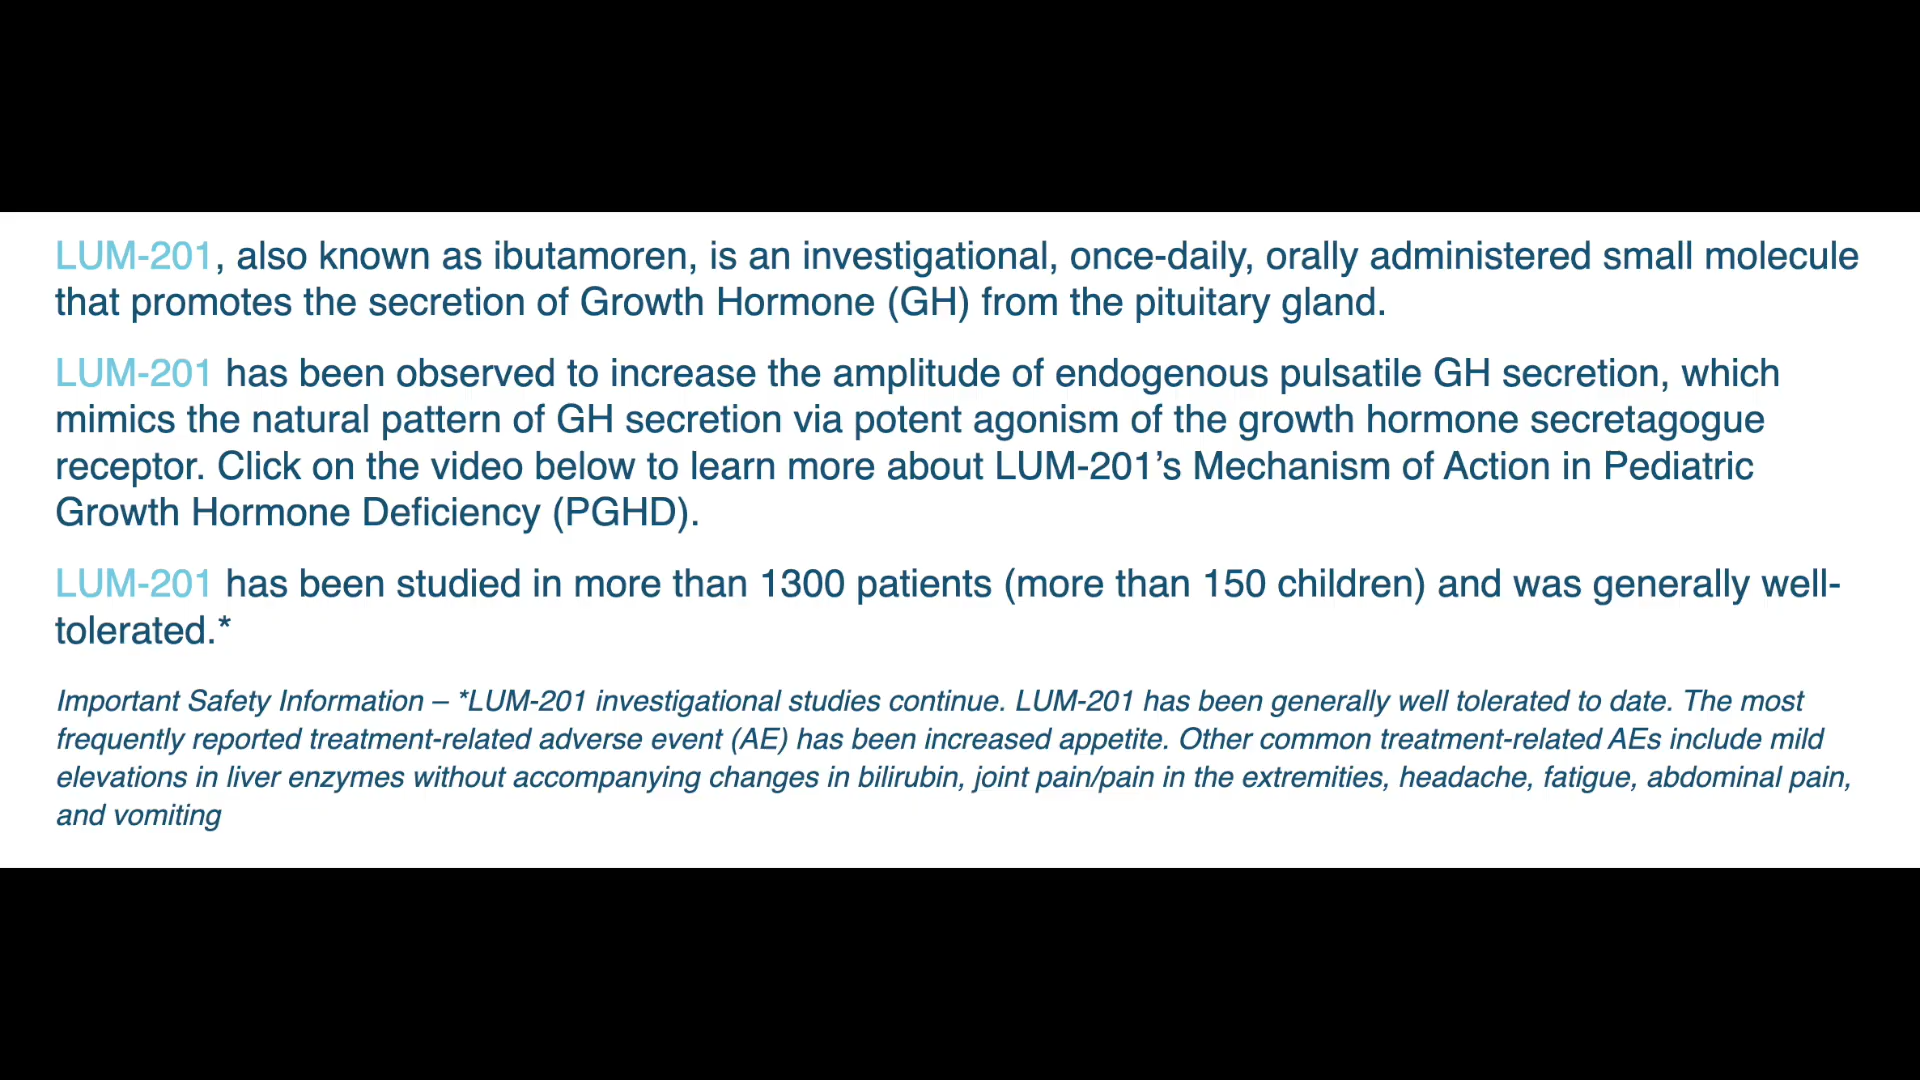 LUM-201, also known as ibutamoren, is an investigational, once-daily, orally administered small molecule
that promotes the secretion of Growth Hormone (GH) from the pituitary gland.
LUM-201 has been observed to increase the amplitude of endogenous pulsatile GH secretion, which
mimics the natural pattern of GH secretion via potent agonism of the growth hormone secretagogue
receptor. Click on the video below to learn more about LUM-201’s Mechanism of Action in Pediatric
Growth Hormone Deficiency (PGHD).
LUM-201 has been studied in more than 1300 patients (more than 150 children) and was generally well-
tolerated.*
Important Safety Information – *LUM-201 investigational studies continue. LUM-201 has been generally well tolerated to date. The most
frequently reported treatment-related adverse event (AE) has been increased appetite. Other common treatment-related AEs include mild
elevations in liver enzymes without accompanying changes in bilirubin, joint pain/pain in the extremities, headache, fatigue, abdominal pain,
and vomiting